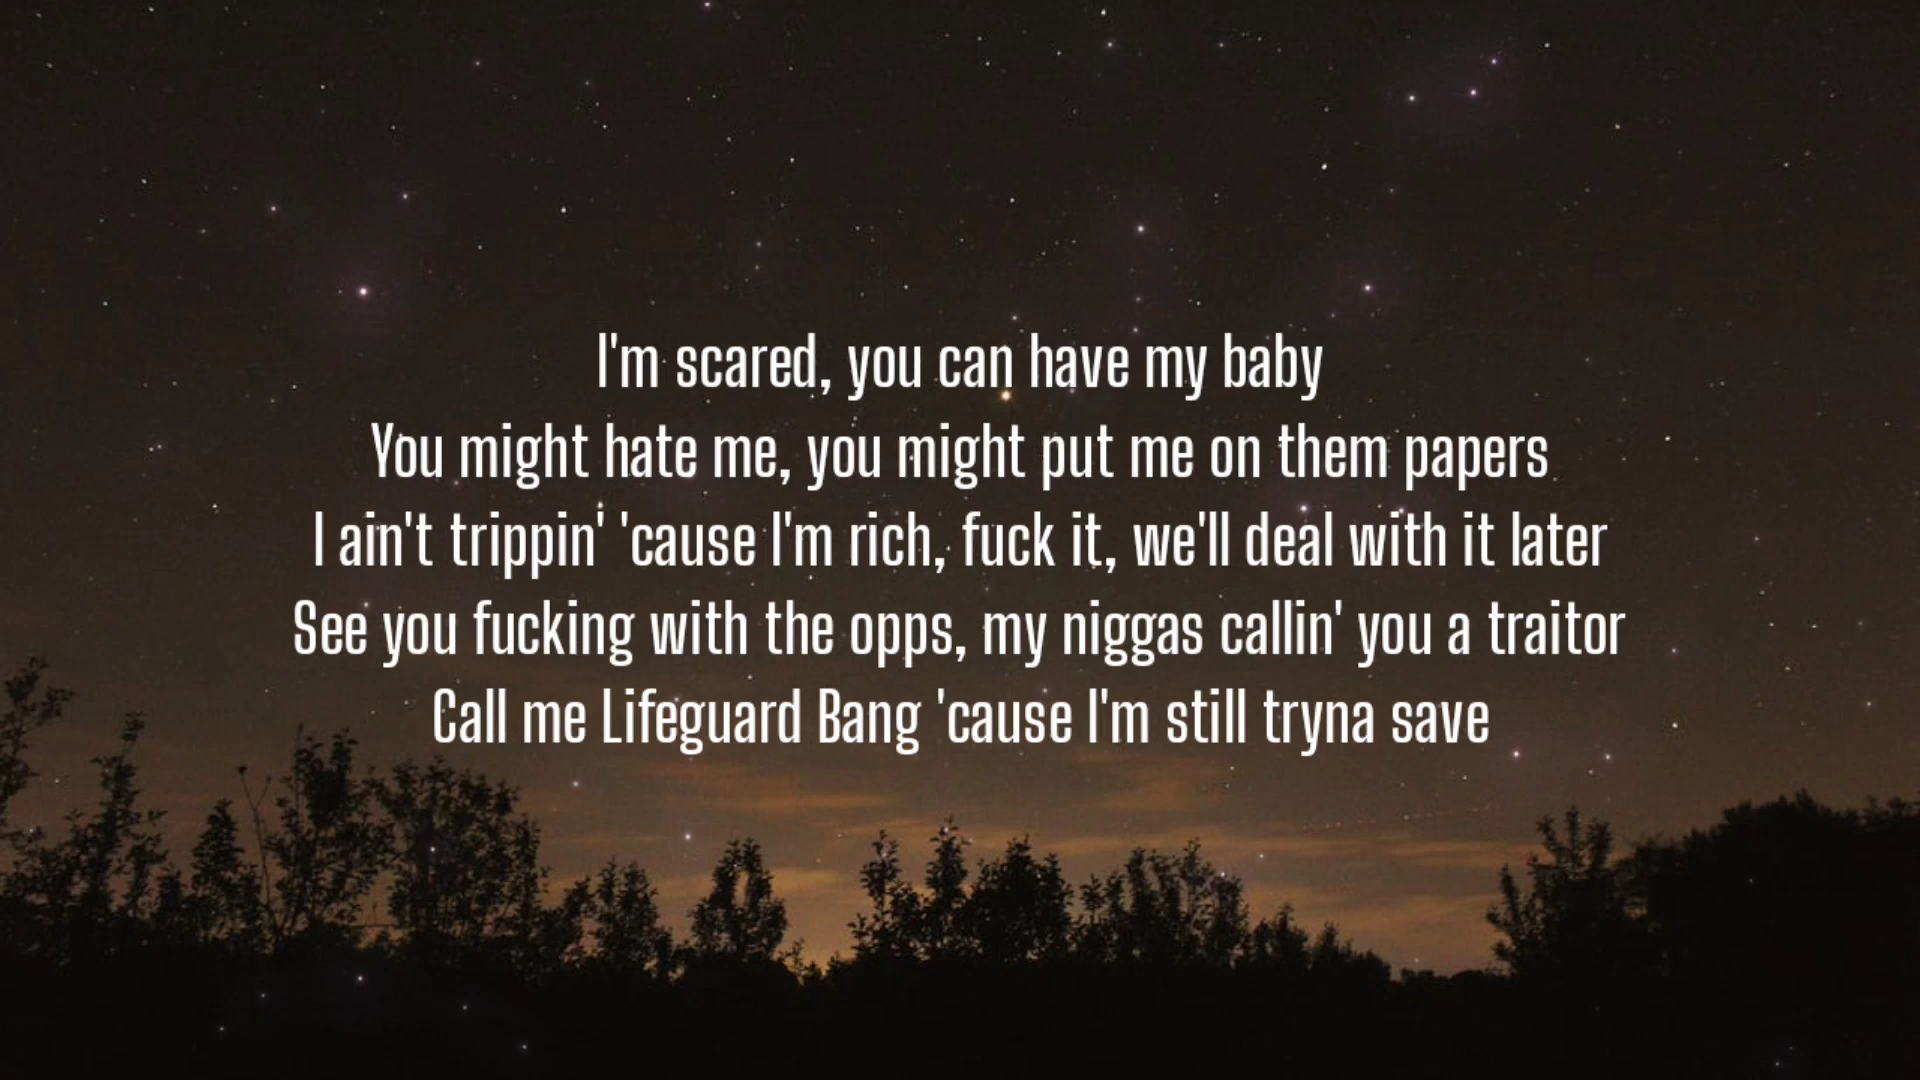 I'm scared, you can have my baby
You might hate me, you might put me on them papers
I ain't trippin' 'cause I'm rich, fuck it, we'll deal with it later
See you fucking with the opps, my niggas callin' you a traitor
Call me Lifeguard Bang 'cause I'm still tryna save